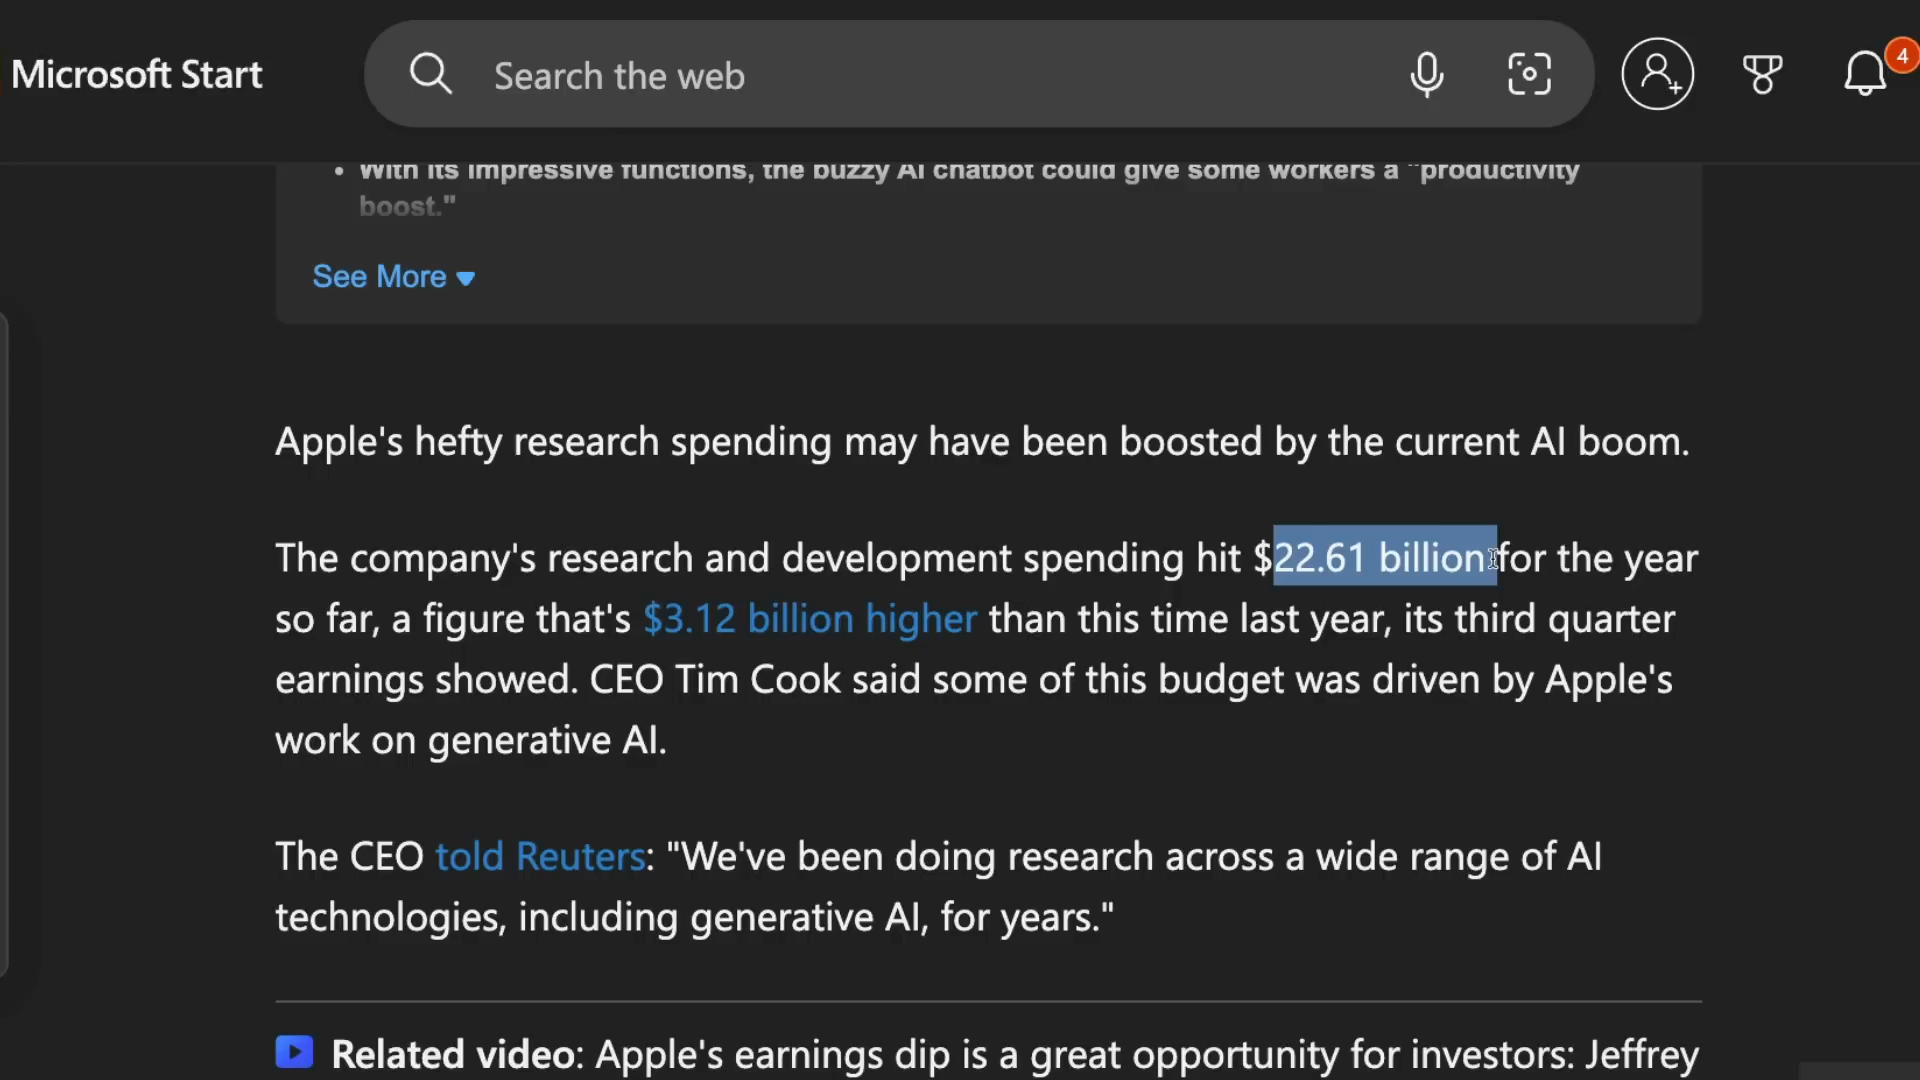 Microsoft Start
Search the web
4
• With its impressive functions, the buzzy AI chatbot could give some workers a "productivity
boost."
See More
Apple's hefty research spending may have been boosted by the current AI boom.
The company's research and development spending hit $22.61 billion for the year
so far, a figure that's $3.12 billion higher than this time last year, its third quarter
earnings showed. CEO Tim Cook said some of this budget was driven by Apple's
work on generative AI.
The CEO told Reuters: "We've been doing research across a wide range of AI
technologies, including generative AI, for years."
Related video: Apple's earnings dip is a great opportunity for investors: Jeffrey